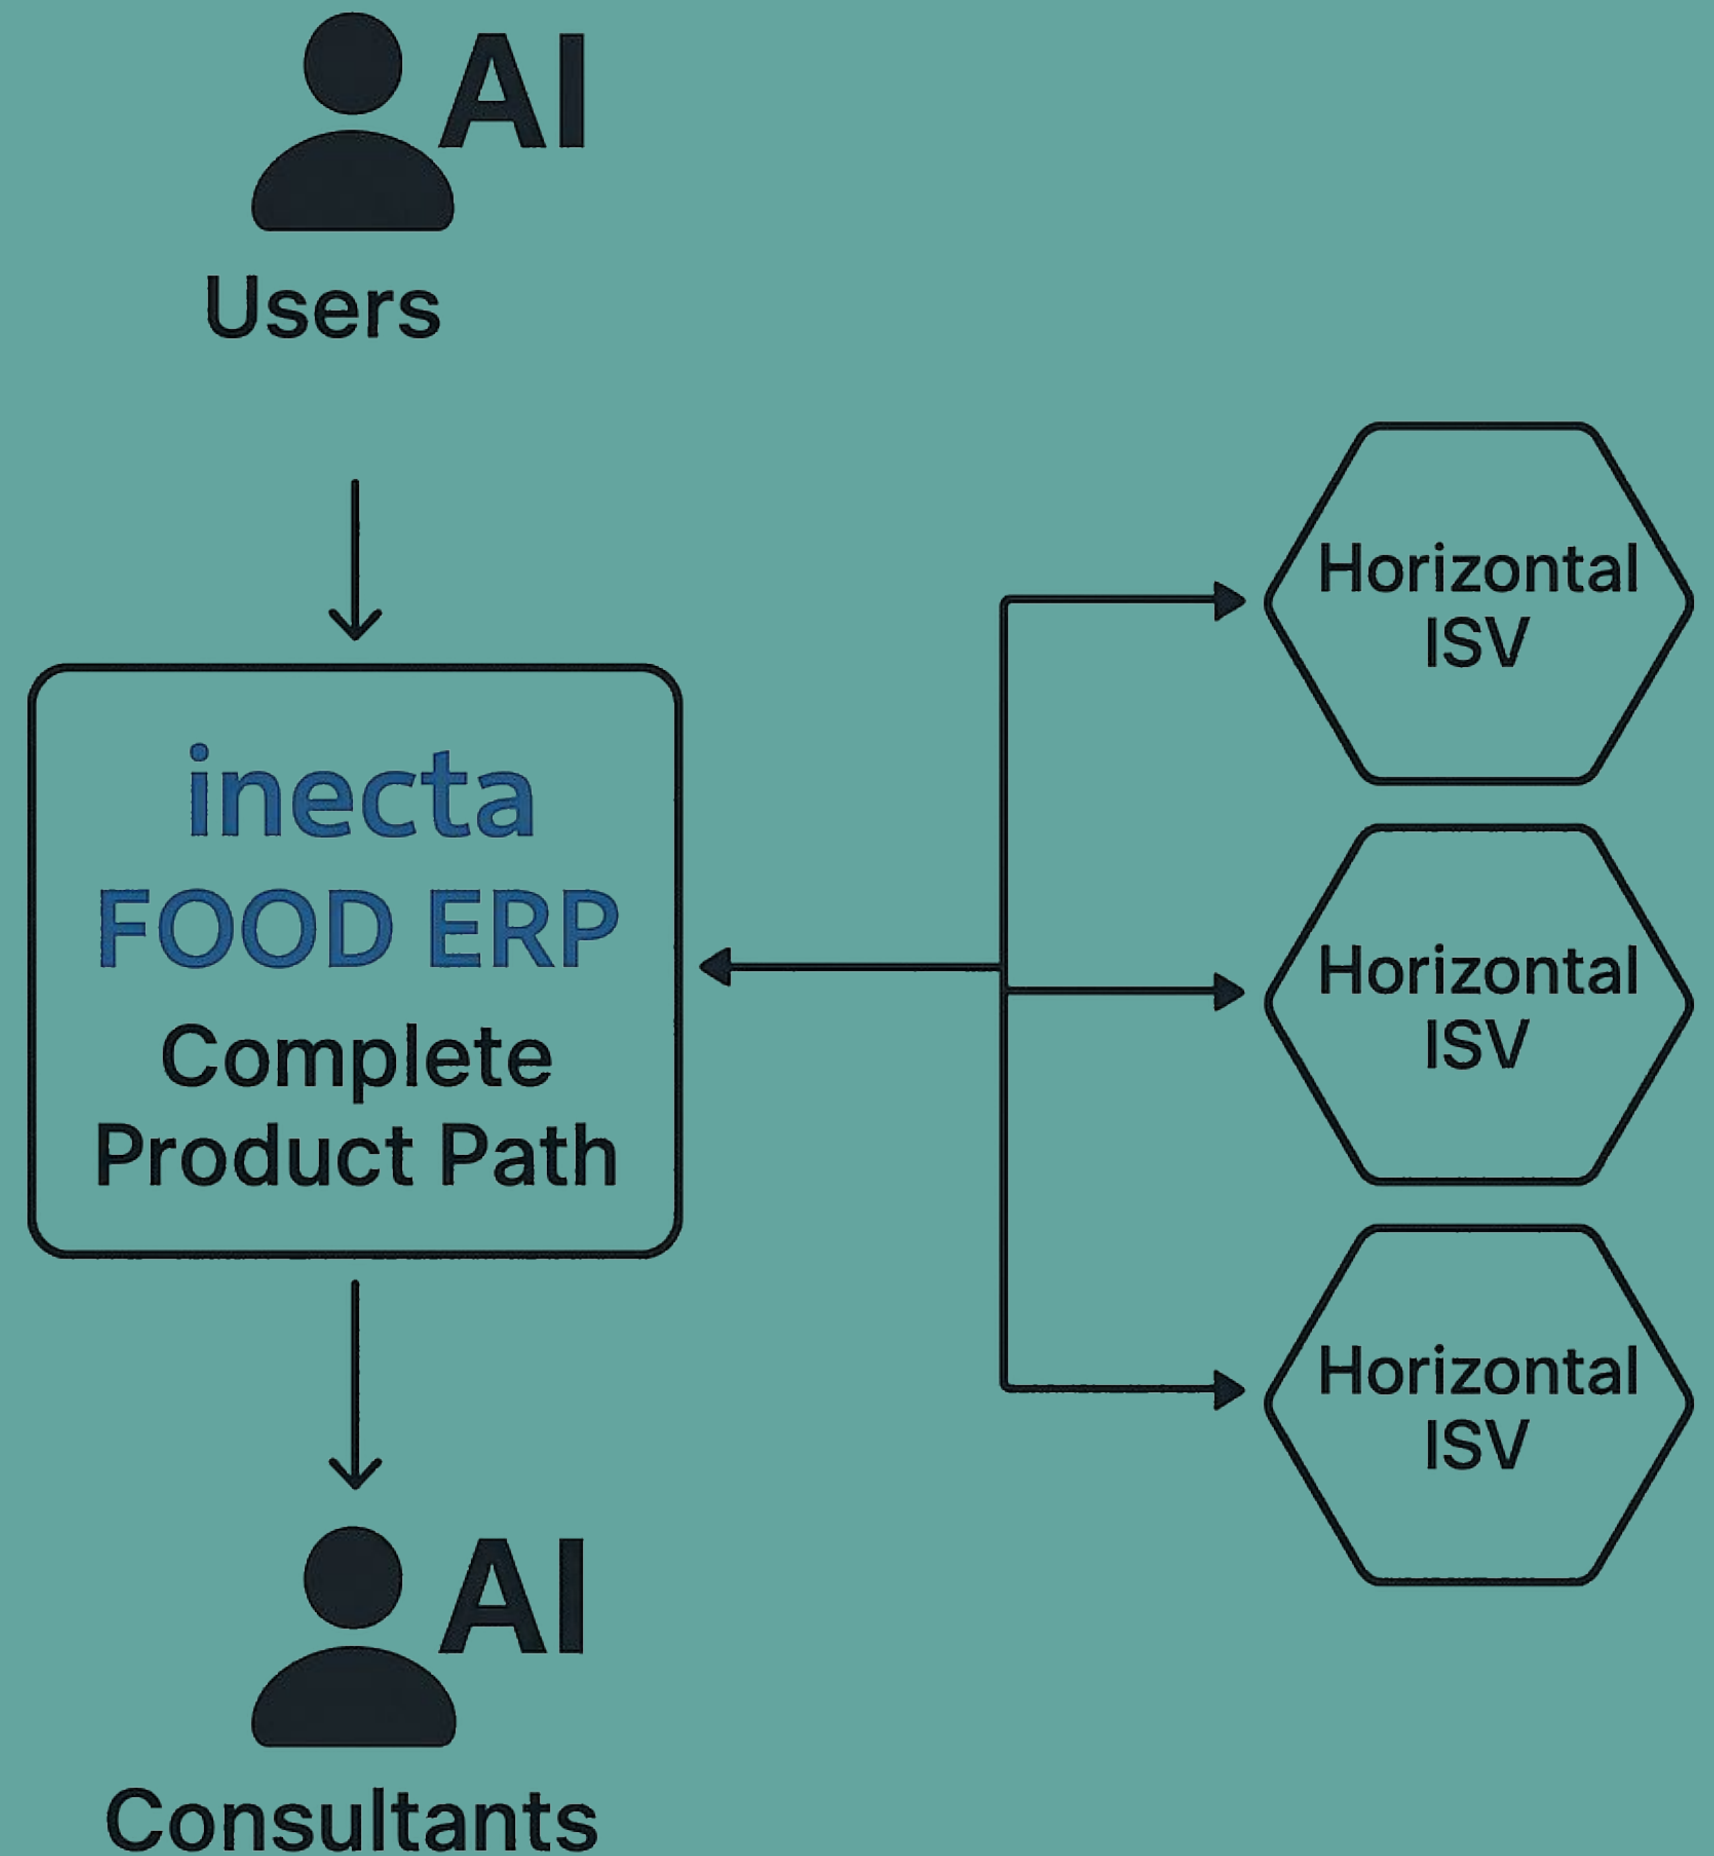 AI
Users
inecta
FOOD ERP
Complete
Product Path
Horizontal
ISV
Horizontal
ISV
Horizontal
ISV
AI
Consultants